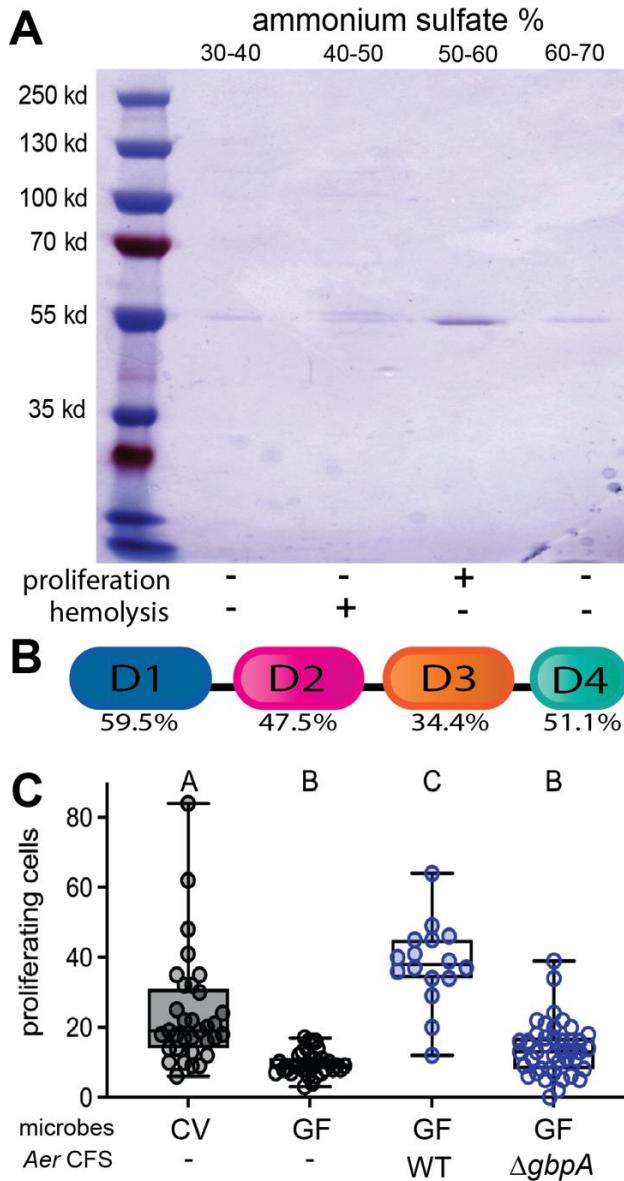 A
ammonium sulfate %
30-40 40-50 50-60 60-70
250 kd
130 kd
100 kd
70 kd
55 kd
35 kd
proliferation - - + -
hemolysis - + - -
B
D1 D2 D3 D4
59.5% 47.5% 34.4% 51.1%
C
A B C B
proliferating cells
80
60
40
20
0
microbes CV GF GF GF
Aer CFS - - WT ΔgbpA